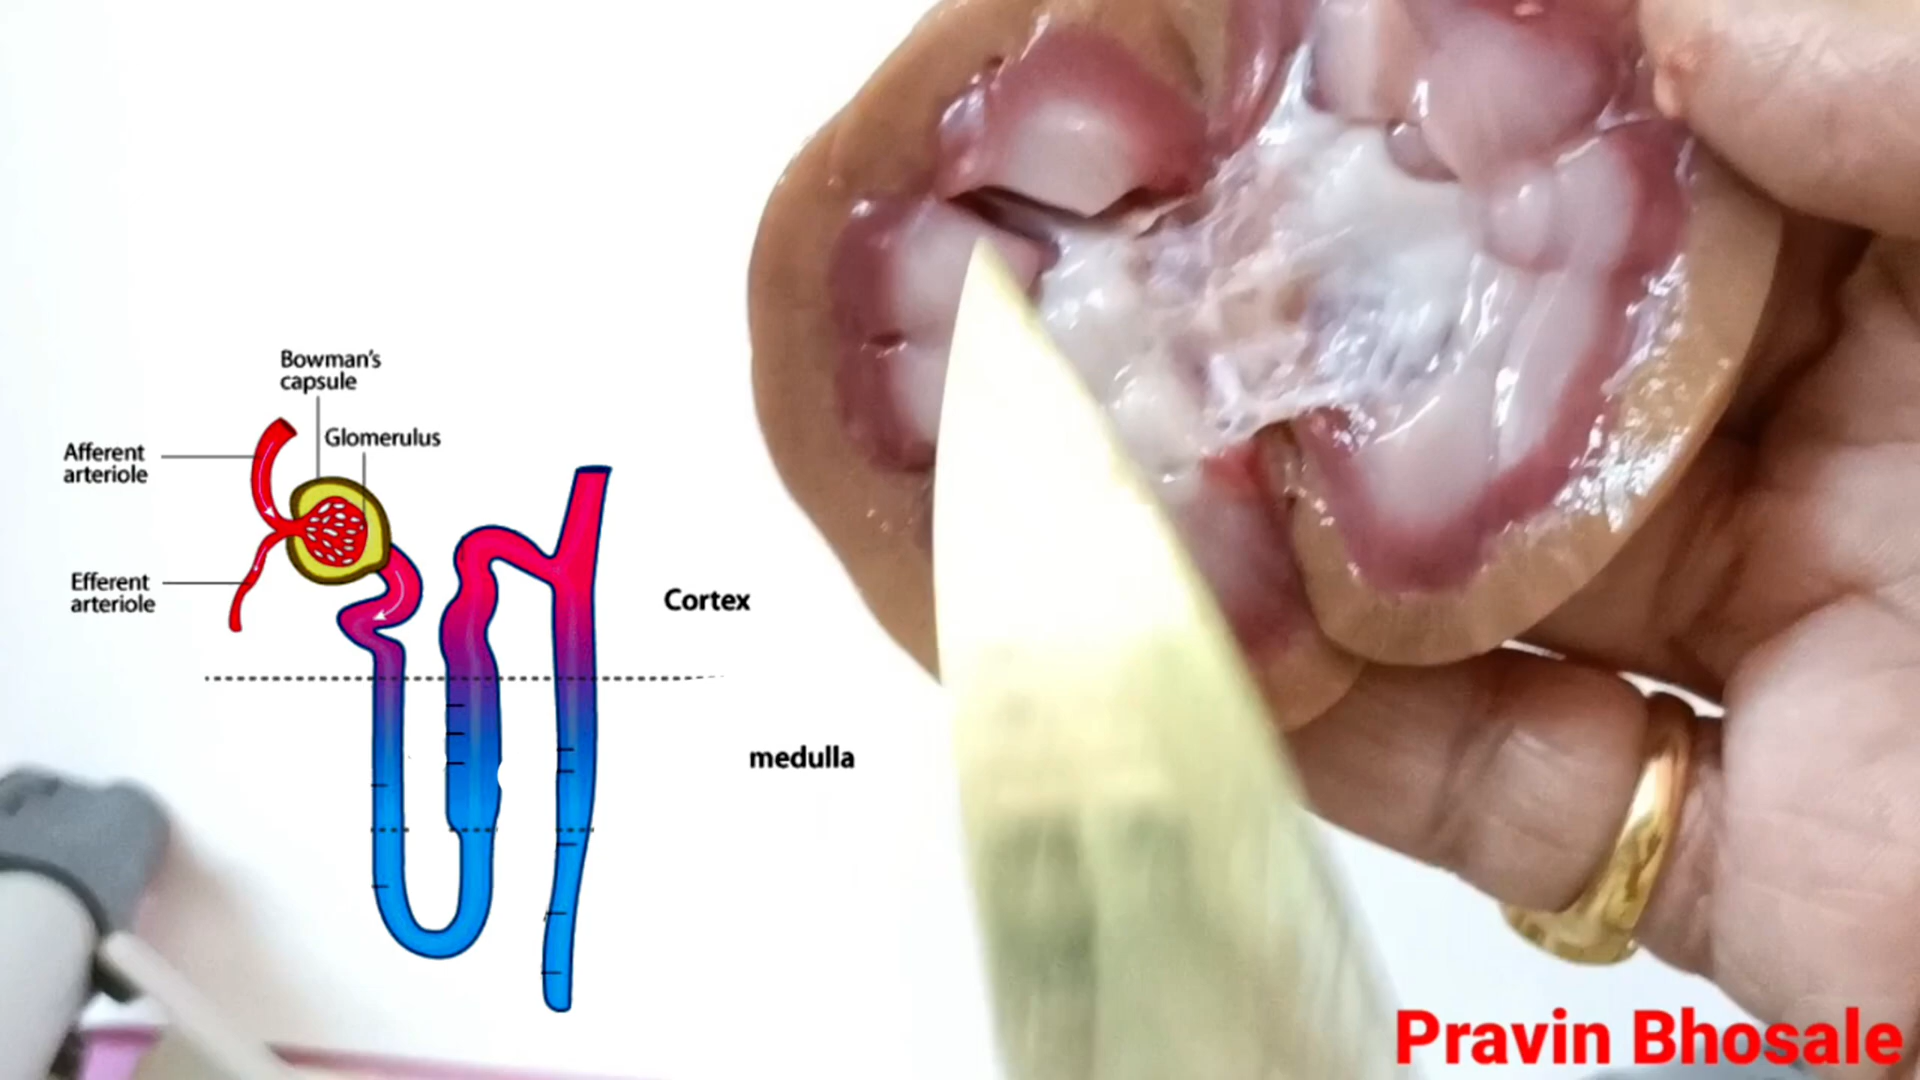 Bowman's
capsule
Glomerulus
Afferent
arteriole
Efferent
arteriole
Cortex
medulla
Pravin Bhosale